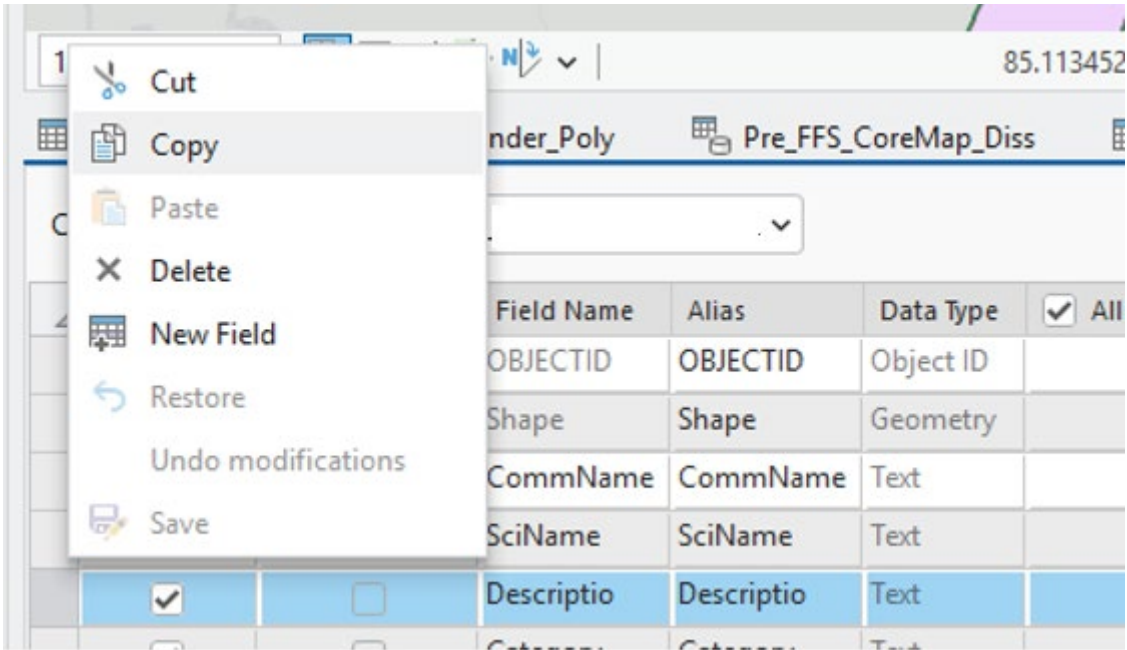 1
N
85.113452
Cut
Copy
Paste
Delete
New Field
Restore
Undo modifications
Save
nder_Poly
Pre_FFS_CoreMap_Diss
C
Field Name Alias Data Type All
OBJECTID OBJECTID Object ID
Shape Shape Geometry
CommName CommName Text
SciName SciName Text
Descriptio Descriptio Text